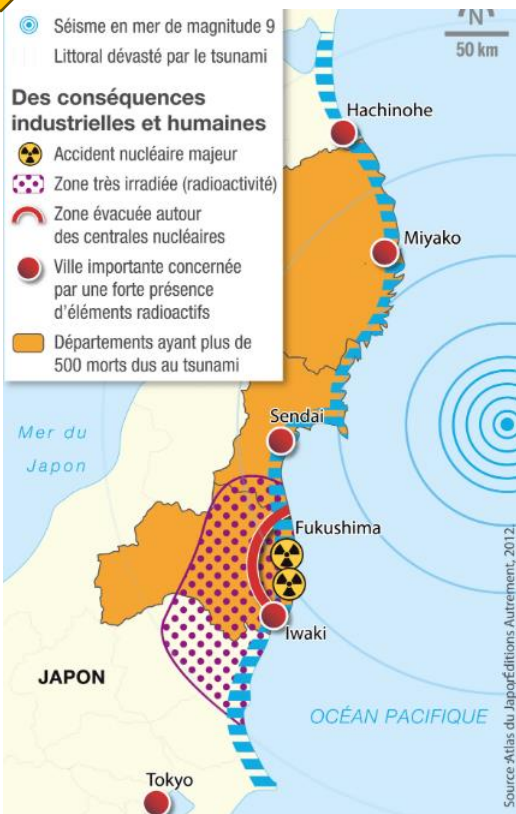 Séisme en mer de magnitude 9
Littoral dévasté par le tsunami
Des conséquences
industrielles et humaines
Accident nucléaire majeur
Zone très irradiée (radioactivité)
Zone évacuée autour
des centrales nucléaires
Ville importante concernée
par une forte présence
d'éléments radioactifs
Départements ayant plus de
500 morts dus au tsunami
N
50 km
Hachinohe
Miyako
Sendai
Mer du
Japon
Fukushima
Iwaki
JAPON
OCÉAN PACIFIQUE
Tokyo
Source :Atlas du JaponÉditions Autrement, 2012.